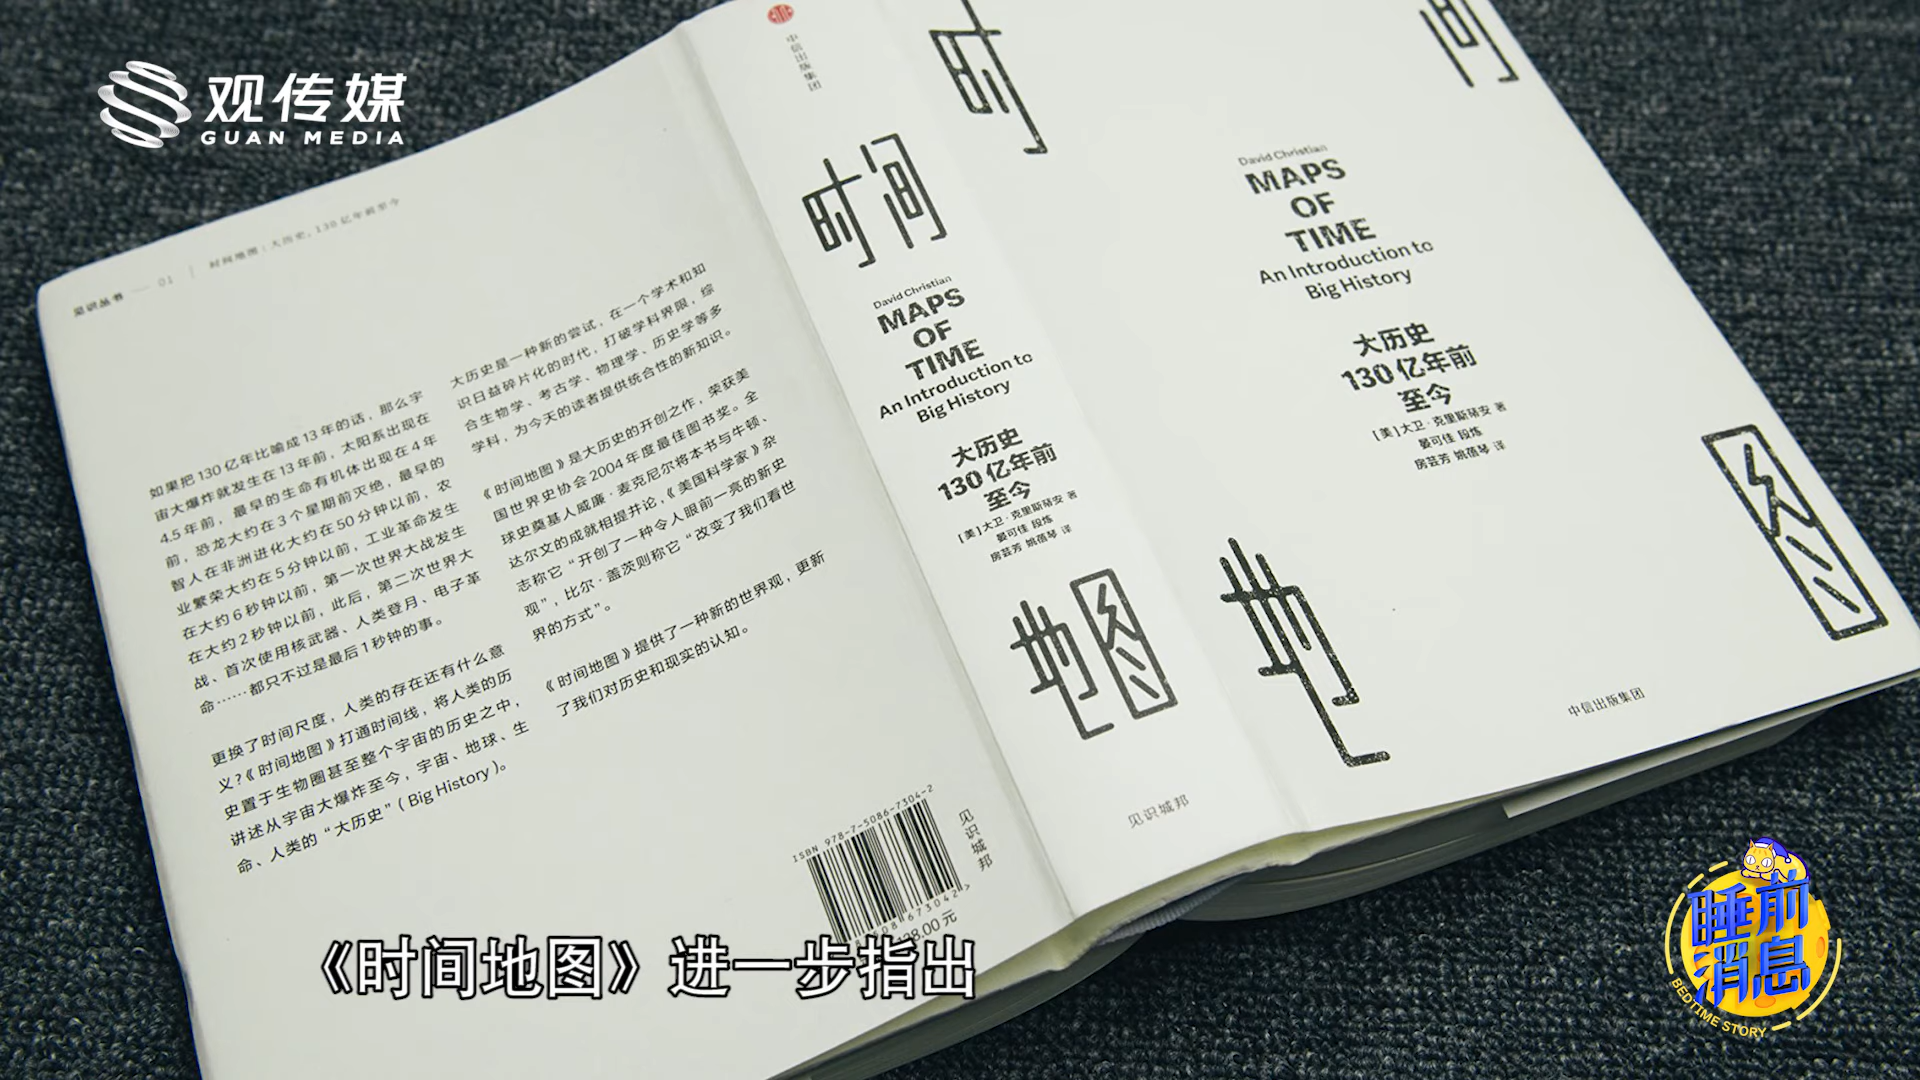 观传媒
GUAN MEDIA
见识丛书 — 01 | 时间地图:大历史,130亿年前至今
如果把130亿年比喻成13年的话,那么宇
宙大爆炸就发生在13年前,太阳系出现在
4.5年前,最早的生命有机体出现在4年
前,恐龙大约在3个星期前灭绝,最早的
智人在非洲进化大约在50分钟以前,农
业繁荣大约在5分钟以前,工业革命发生
在大约6秒钟以前,第一次世界大战发生
在大约2秒钟以前,此后,第二次世界大
战、首次使用核武器、人类登月、电子革
命……都只不过是最后1秒钟的事。
更换了时间尺度,人类的存在还有什么意
义?《时间地图》打通时间线,将人类的历
史置于生物圈甚至整个宇宙的历史之中,
讲述从宇宙大爆炸至今,宇宙、地球、生
命、人类的“大历史”(Big History)。
大历史是一种新的尝试,在一个学术和知
识日益碎片化的时代,打破学科界限,综
合生物学、考古学、物理学、历史学等多
学科,为今天的读者提供统合性的新知识。
《时间地图》是大历史的开创之作,荣获美
国世界史协会2004年度最佳图书奖。全
球史奠基人威廉·麦克尼尔将本书与牛顿、
达尔文的成就相提并论,《美国科学家》杂
志称它“开创了一种令人眼前一亮的新史
观”,比尔·盖茨则称它“改变了我们看世
界的方式”。
《时间地图》提供了一种新的世界观,更新
了我们对历史和现实的认知。
ISBN 978-7-5086-7304-2
见识城邦
中信出版集团
时间
David Christian
MAPS
OF
TIME
An Introduction to
Big History
大历史
130亿年前
至今
[美]大卫·克里斯蒂安 著
晏可佳 段炼
房芸芳 姚蓓琴 译
地图
见识城邦
时间
David Christian
MAPS
OF
TIME
An Introduction to
Big History
大历史
130亿年前
至今
[美]大卫·克里斯蒂安 著
晏可佳 段炼
房芸芳 姚蓓琴 译
地图
中信出版集团
《时间地图》进一步指出
睡前
消息
BEDTIME STORY